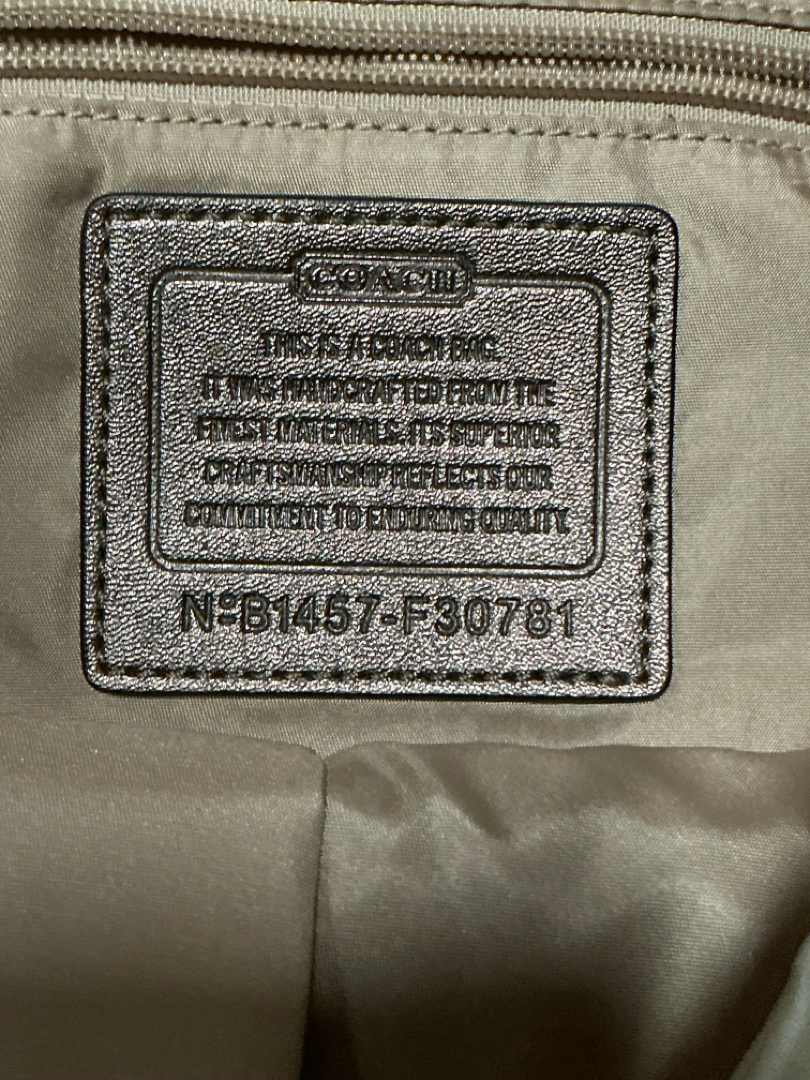 COACH
THIS IS A COACH BAG.
IT WAS HANDCRAFTED FROM THE
FINEST MATERIALS. ITS SUPERIOR
CRAFTSMANSHIP REFLECTS OUR
COMMITMENT TO ENDURING QUALITY.
Nº B1457-F30781